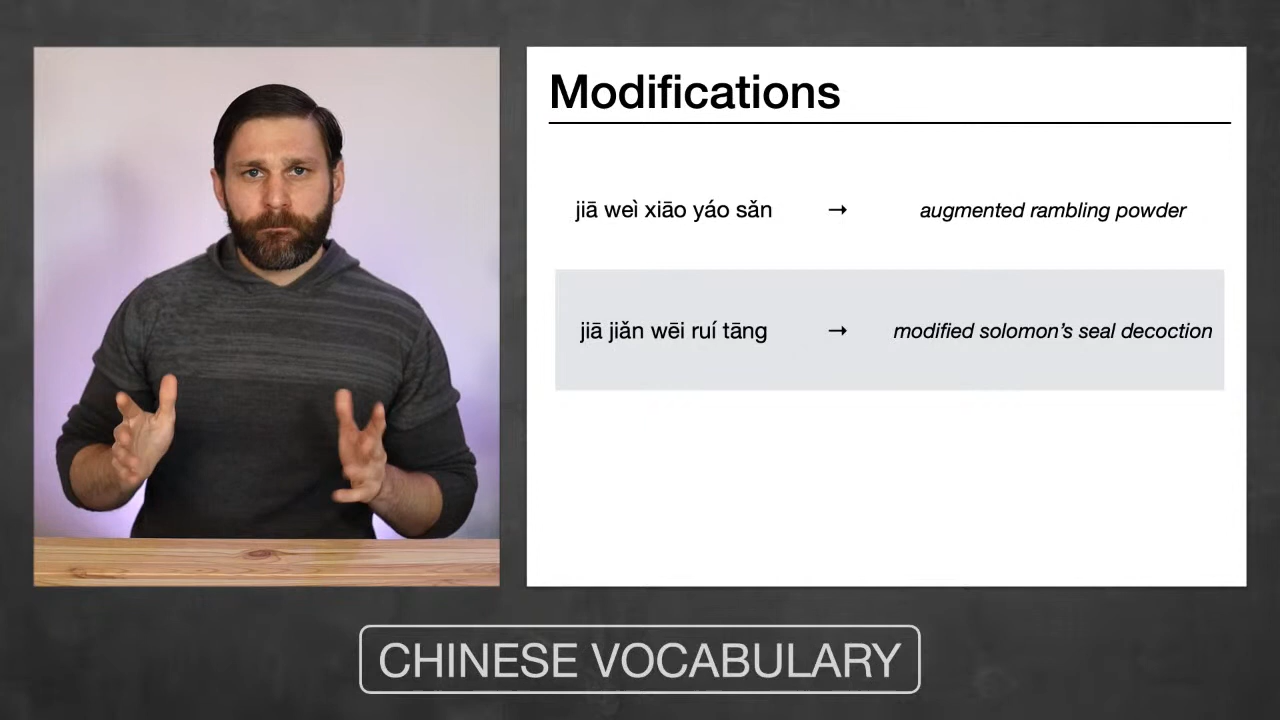 Modifications
jiā weì xiāo yáo sǎn → augmented rambling powder
jiā jiǎn wēi ruí tāng → modified solomon's seal decoction
CHINESE VOCABULARY